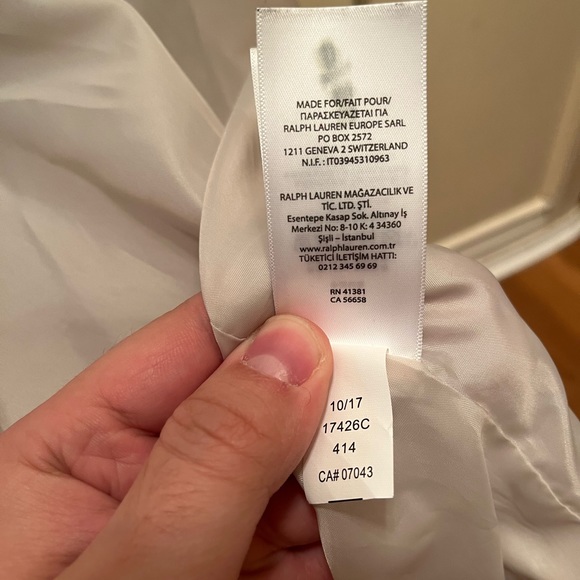 MADE FOR/FAIT POUR/
ΠΑΡΑΣΚΕΥΑΖΕΤΑΙ ΓΙΑ
RALPH LAUREN EUROPE SARL
PO BOX 2572
1211 GENEVA 2 SWITZERLAND
N.I.F.: IT03945310963
RALPH LAUREN MAĞAZACILIK VE
TİC. LTD. ŞTİ.
Esentepe Kasap Sok. Altınay İş
Merkezi No: 8-10 K: 4 34360
Şişli – İstanbul
www.ralphlauren.com.tr
TÜKETİCİ İLETİŞİM HATTI:
0212 345 69 69
RN 41381
CA 56658
10/17
17426C
414
CA# 07043